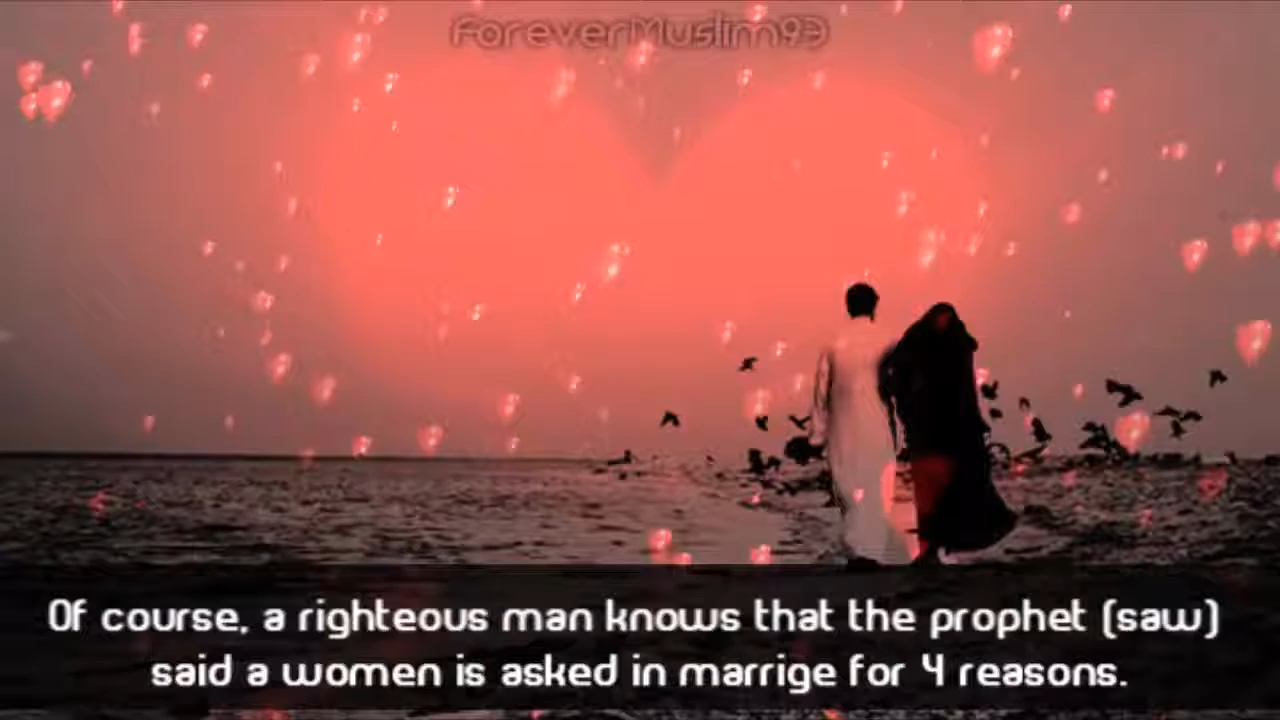 ForeverMuslim93
Of course, a righteous man knows that the prophet (saw)
said a women is asked in marrige for 4 reasons.